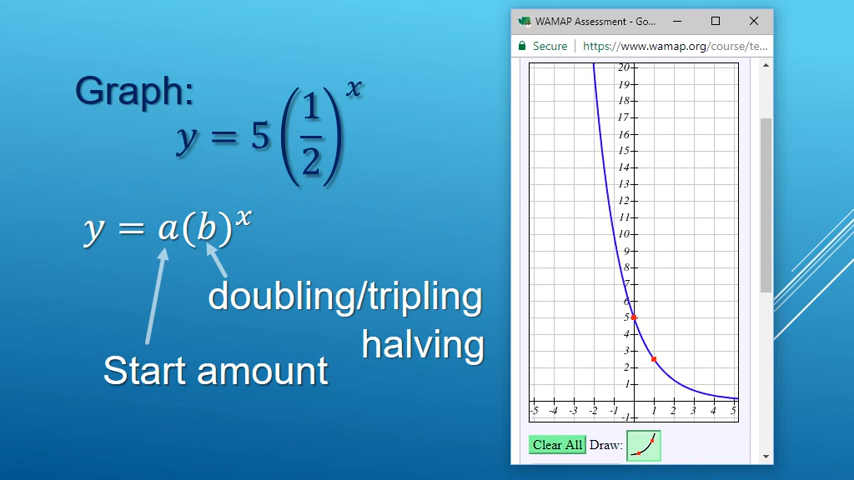 Graph:
y = 5(1/2)^x
y = a(b)^x
doubling/tripling
halving
Start amount
WAMAP Assessment - Go...
Secure https://www.wamap.org/course/te...
20
19
18
17
16
15
14
13
12
11
10
9
8
7
6
5
4
3
2
1
-5 -4 -3 -2 -1 1 2 3 4 5
-1
Clear All Draw: